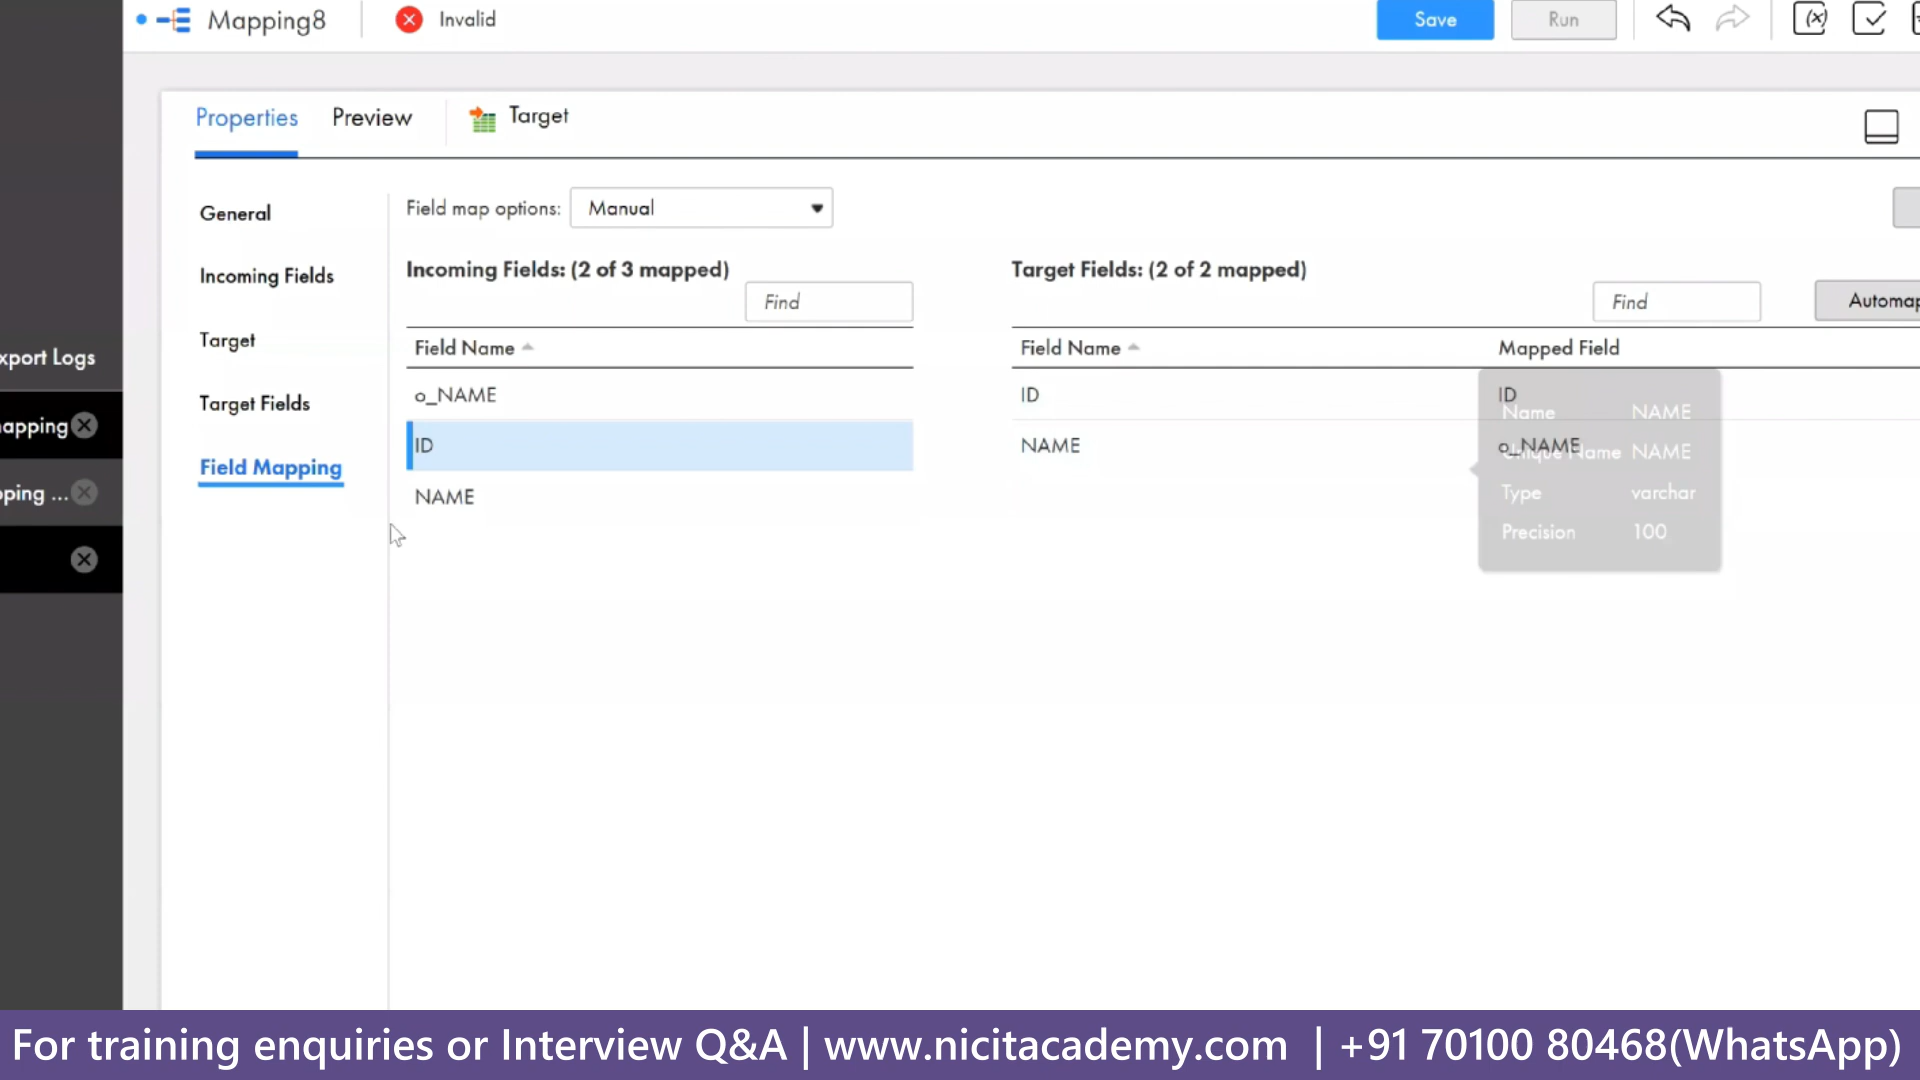 Mapping8
Invalid
Save
Run
(x)
Properties
Preview
Target
General
Incoming Fields
Target
Target Fields
Field Mapping
xport Logs
apping
ping ...
Field map options:
Manual
Incoming Fields: (2 of 3 mapped)
Find
Field Name
o_NAME
ID
NAME
Target Fields: (2 of 2 mapped)
Find
Automap
Field Name
Mapped Field
ID
ID
NAME
o_NAME
Name NAME
Unique Name NAME
Type varchar
Precision 100
For training enquiries or Interview Q&A | www.nicitacademy.com | +91 70100 80468(WhatsApp)